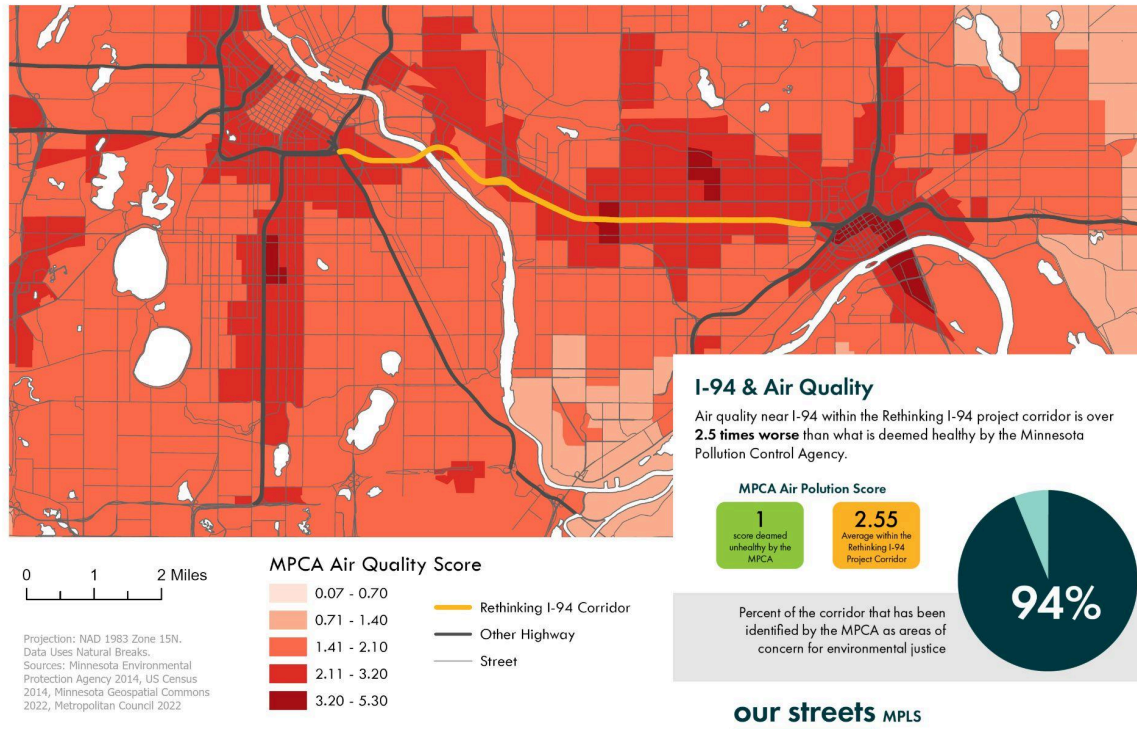 I-94 & Air Quality
Air quality near I-94 within the Rethinking I-94 project corridor is over
2.5 times worse than what is deemed healthy by the Minnesota
Pollution Control Agency.
MPCA Air Polution Score
1
score deamed
unhealthy by the
MPCA
2.55
Average within the
Rethinking I-94
Project Corridor
94%
Percent of the corridor that has been
identified by the MPCA as areas of
concern for environmental justice
our streets MPLS
0 1 2 Miles
Projection: NAD 1983 Zone 15N.
Data Uses Natural Breaks.
Sources: Minnesota Environmental
Protection Agency 2014, US Census
2014, Minnesota Geospatial Commons
2022, Metropolitan Council 2022
MPCA Air Quality Score
0.07 - 0.70
0.71 - 1.40
1.41 - 2.10
2.11 - 3.20
3.20 - 5.30
Rethinking I-94 Corridor
Other Highway
Street